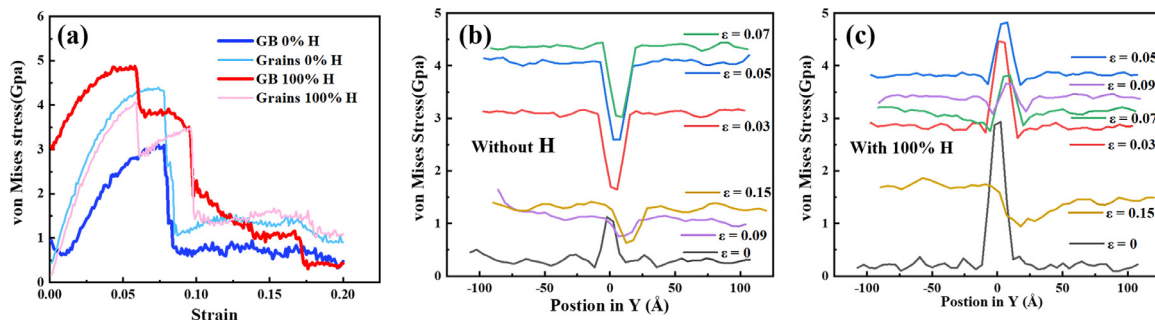 (a)
GB 0% H
Grains 0% H
GB 100% H
Grains 100% H
von Mises stress(Gpa)
6
5
4
3
2
1
0
0.00 0.05 0.10 0.15 0.20
Strain
(b)
Without H
von Mises Stress(Gpa)
5
4
3
2
1
0
ε = 0.07
ε = 0.05
ε = 0.03
ε = 0.15
ε = 0.09
ε = 0
-100 -50 0 50 100
Postion in Y (Å)
(c)
With 100% H
von Mises Stress(Gpa)
5
4
3
2
1
0
ε = 0.05
ε = 0.09
ε = 0.07
ε = 0.03
ε = 0.15
ε = 0
-100 -50 0 50 100
Postion in Y (Å)